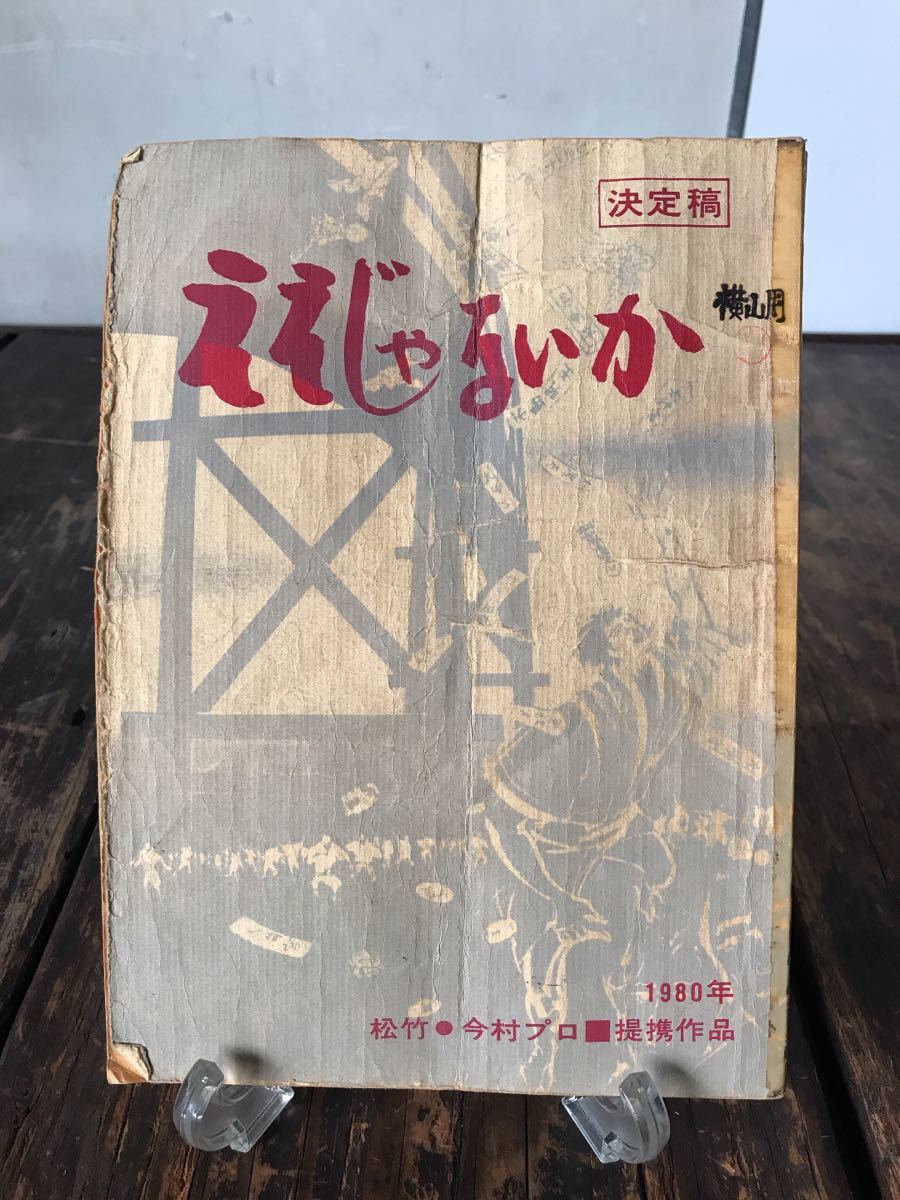 決定稿
ええじゃないか
横山用
1980年
松竹●今村プロ■提携作品